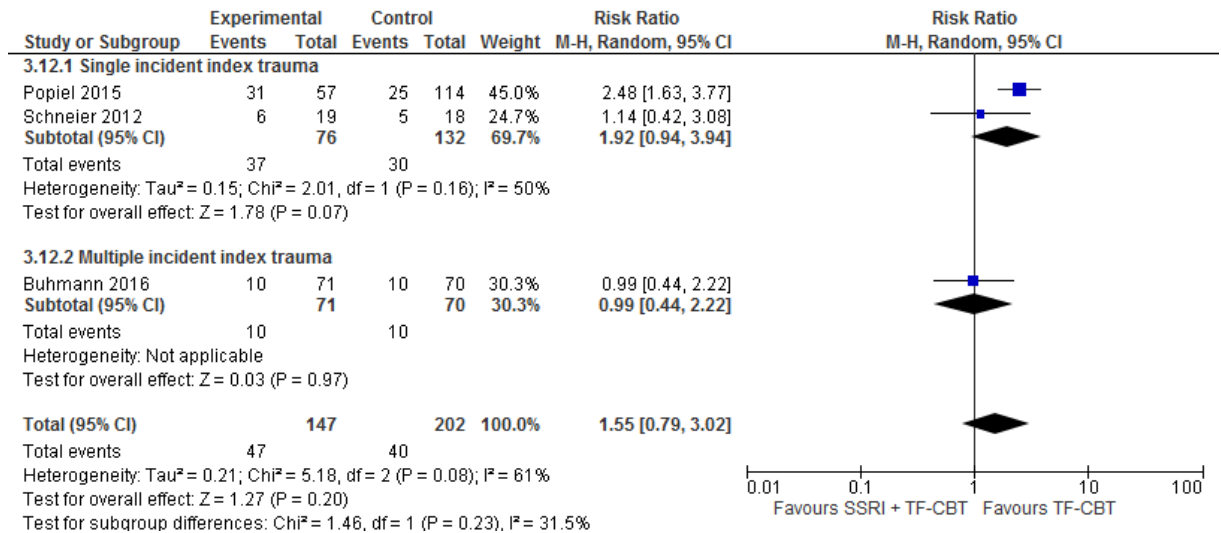 Experimental Control Risk Ratio Risk Ratio
Study or Subgroup Events Total Events Total Weight M-H, Random, 95% CI M-H, Random, 95% CI
3.12.1 Single incident index trauma
Popiel 2015 31 57 25 114 45.0% 2.48 [1.63, 3.77]
Schneier 2012 6 19 5 18 24.7% 1.14 [0.42, 3.08]
Subtotal (95% CI) 76 132 69.7% 1.92 [0.94, 3.94]
Total events 37 30
Heterogeneity: Tau² = 0.15; Chi² = 2.01, df = 1 (P = 0.16); I² = 50%
Test for overall effect: Z = 1.78 (P = 0.07)
3.12.2 Multiple incident index trauma
Buhmann 2016 10 71 10 70 30.3% 0.99 [0.44, 2.22]
Subtotal (95% CI) 71 70 30.3% 0.99 [0.44, 2.22]
Total events 10 10
Heterogeneity: Not applicable
Test for overall effect: Z = 0.03 (P = 0.97)
Total (95% CI) 147 202 100.0% 1.55 [0.79, 3.02]
Total events 47 40
Heterogeneity: Tau² = 0.21; Chi² = 5.18, df = 2 (P = 0.08); I² = 61%
Test for overall effect: Z = 1.27 (P = 0.20)
Test for subgroup differences: Chi² = 1.46, df = 1 (P = 0.23), I² = 31.5%
0.01 0.1 1 10 100
Favours SSRI + TF-CBT Favours TF-CBT